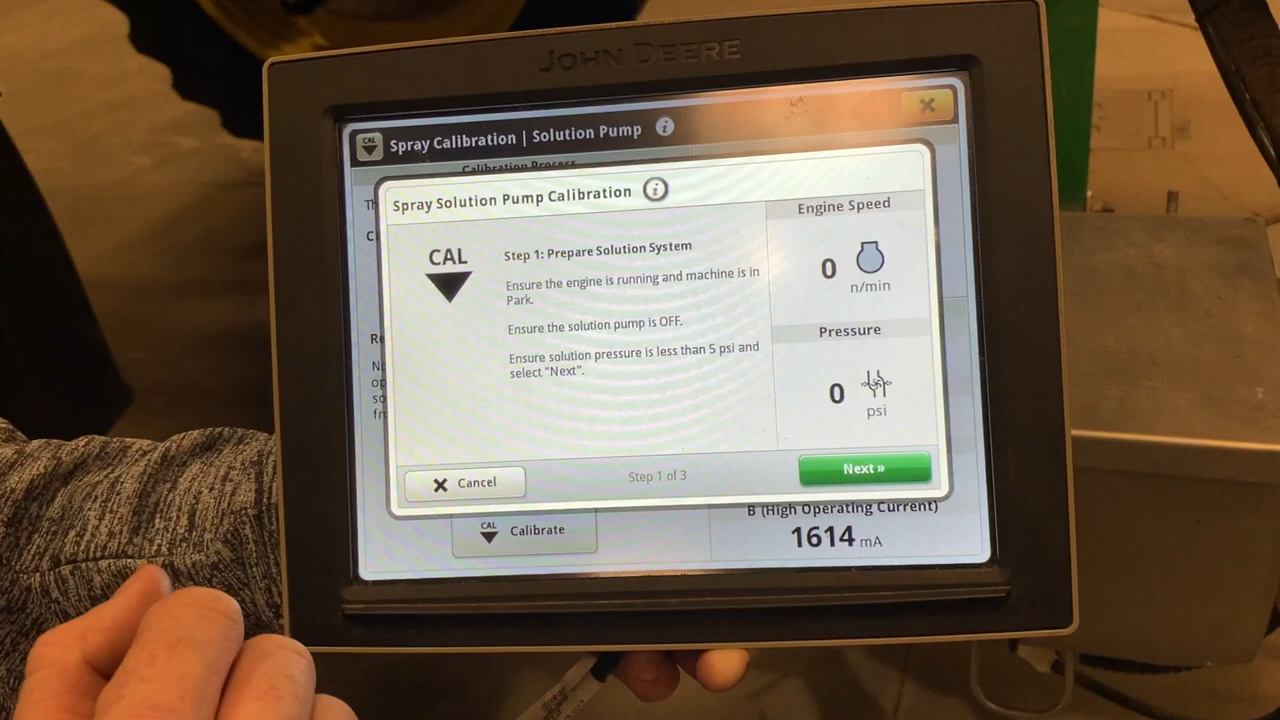 JOHN DEERE
CAL
Spray Calibration | Solution Pump
i
Calibration Process
Spray Solution Pump Calibration
i
CAL
Step 1: Prepare Solution System
Ensure the engine is running and machine is in
Park.
Ensure the solution pump is OFF.
Ensure solution pressure is less than 5 psi and
select "Next".
Engine Speed
0
n/min
Pressure
0
psi
Cancel
Step 1 of 3
Next »
CAL
Calibrate
B (High Operating Current)
1614 mA